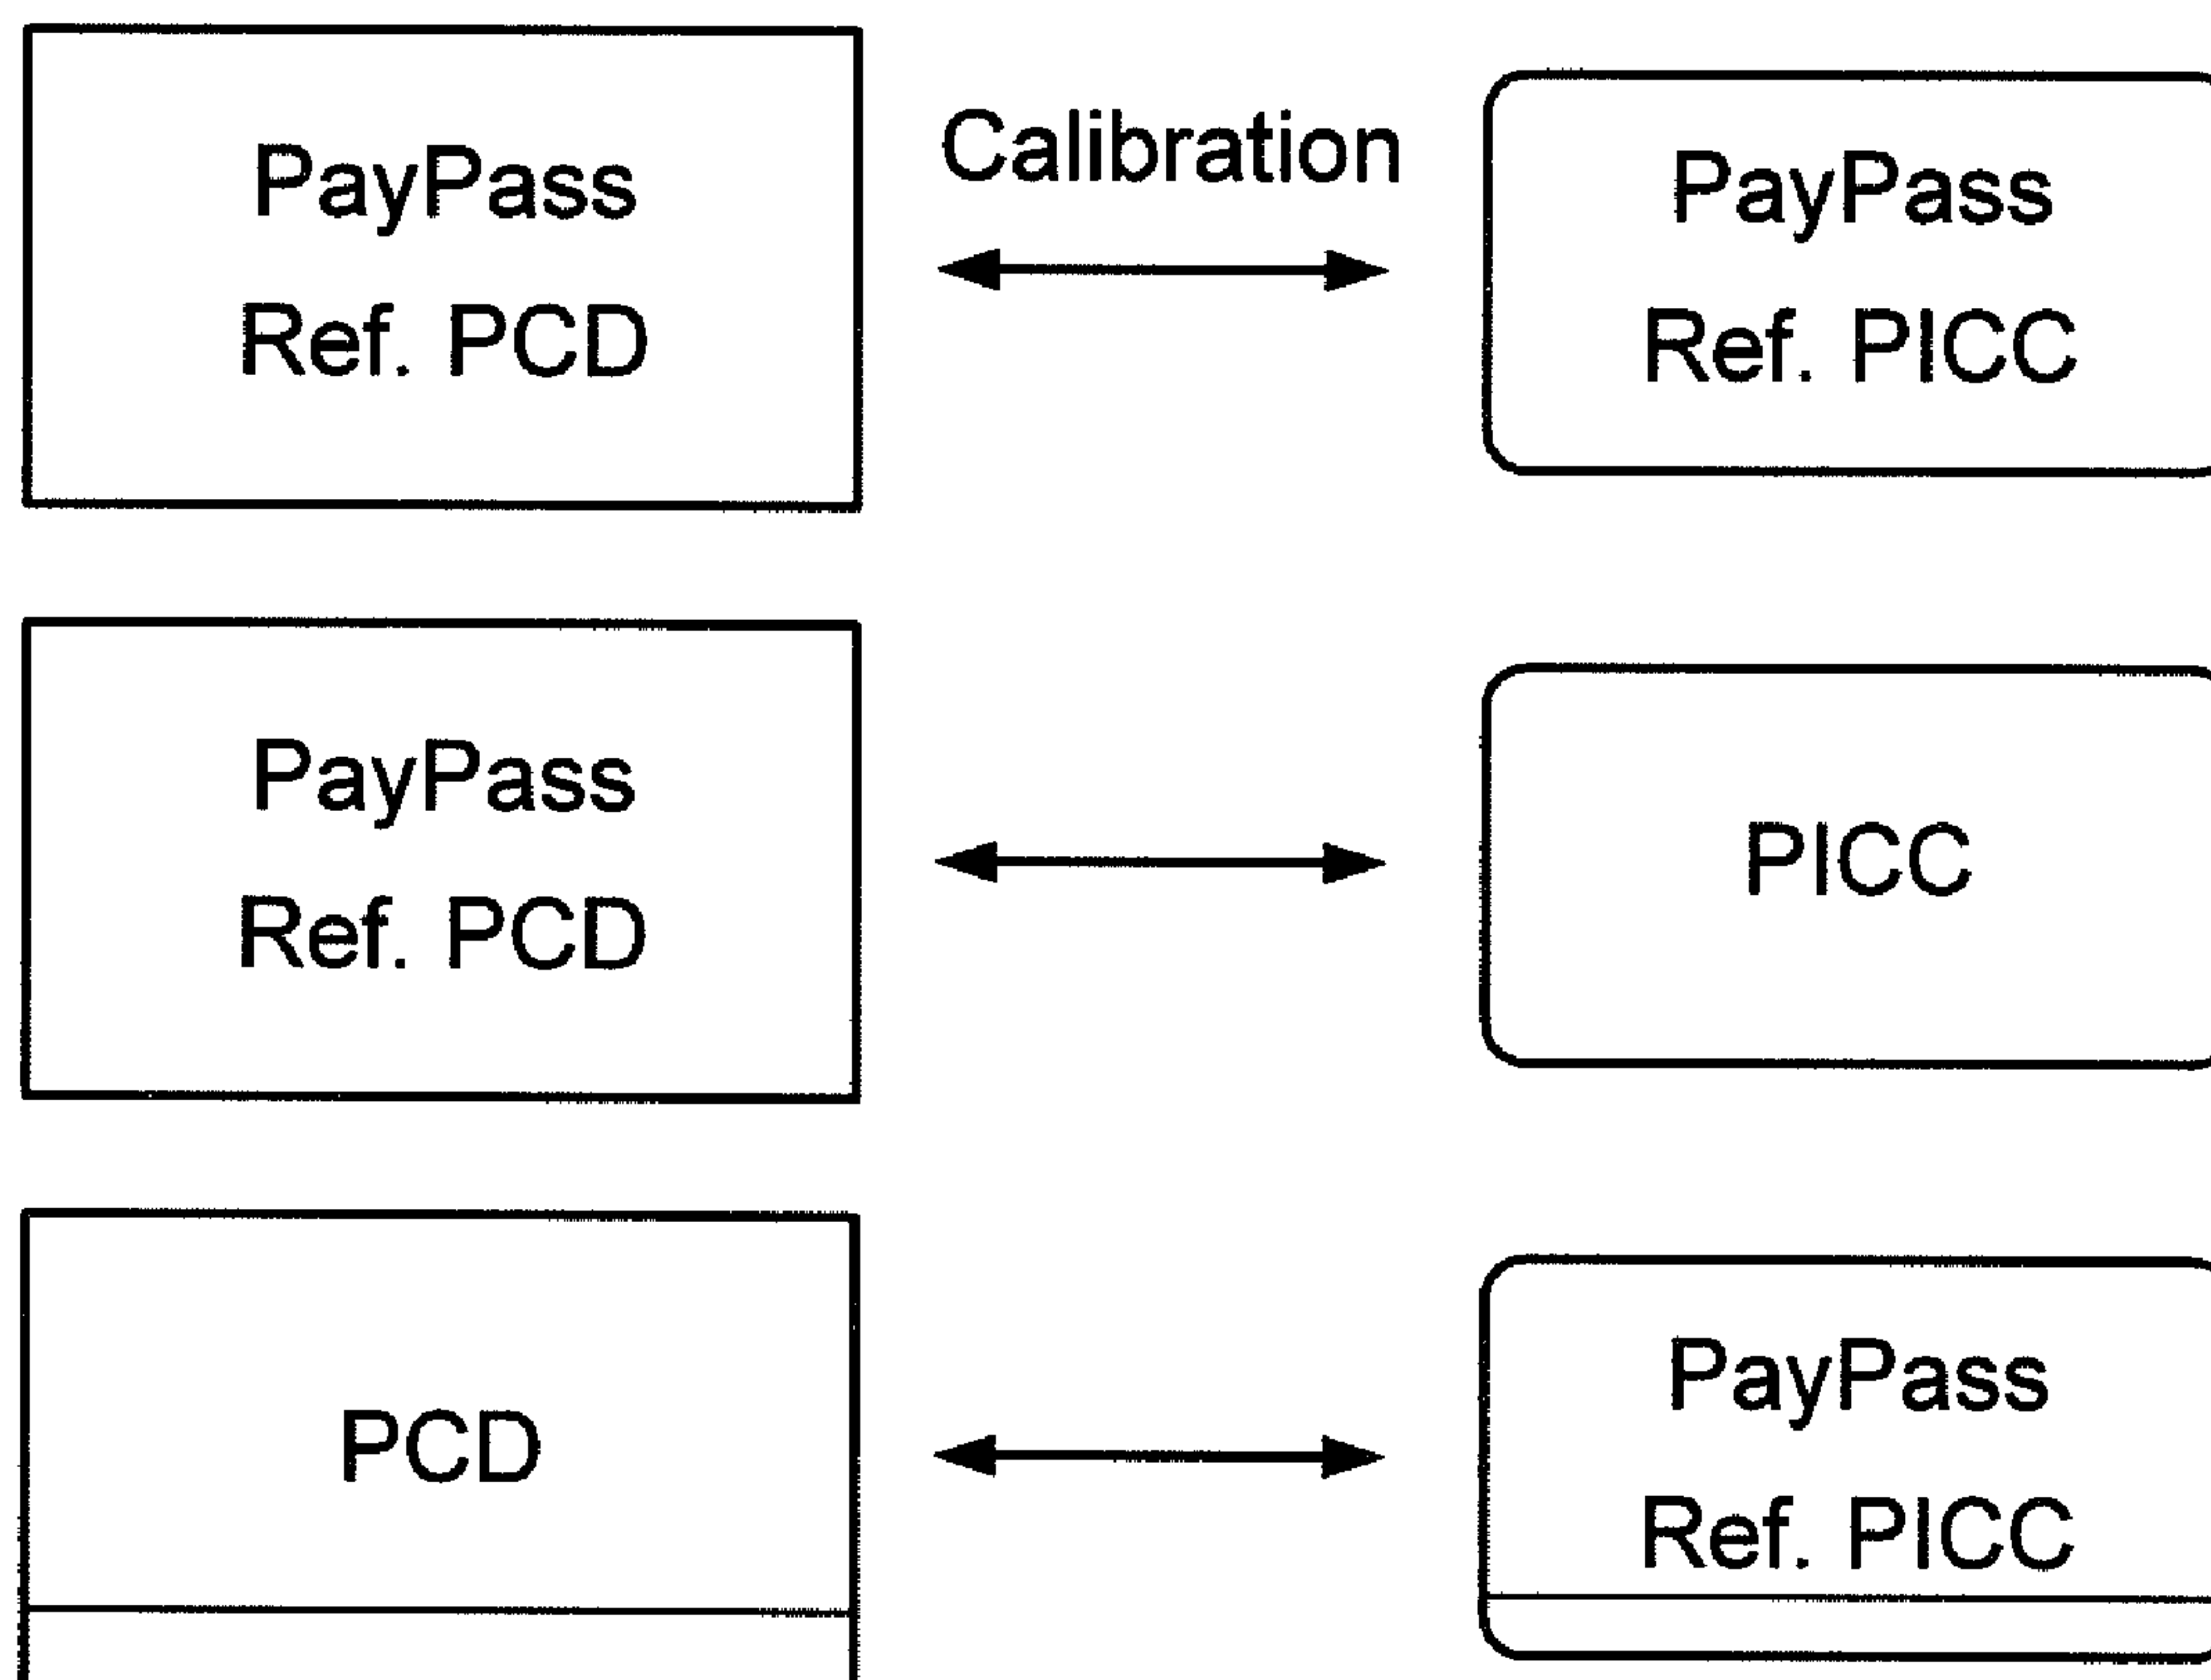 PayPass
Ref. PCD
Calibration
PayPass
Ref. PICC
PayPass
Ref. PCD
PICC
PCD
PayPass
Ref. PICC